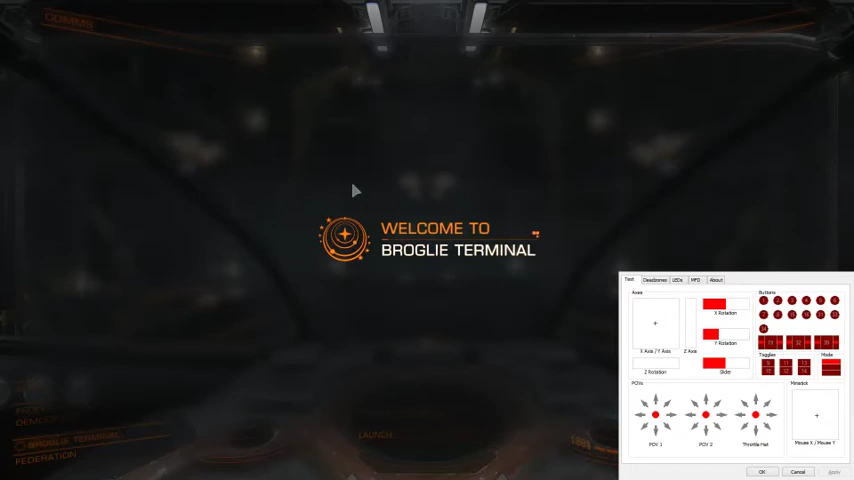 COMMS
WELCOME TO
BROGLIE TERMINAL
BROGLIE TERMINAL
FEDERATION
LAUNCH
Test Deadzones LEDs MFD About
Axes
X Axis / Y Axis
Z Axis
X Rotation
Y Rotation
Z Rotation
Slider
Buttons
Toggles
Mode
POVs
POV 1
POV 2
Throttle Hat
Ministick
Mouse X / Mouse Y
OK
Cancel
Apply